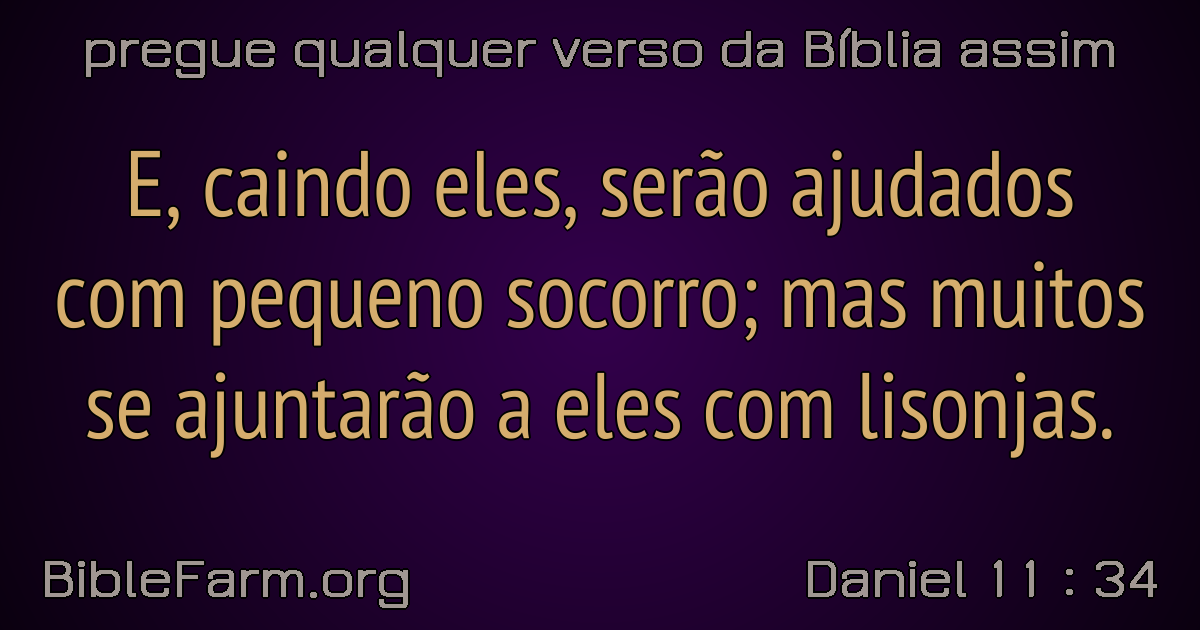 pregue qualquer verso da Bíblia assim
E, caindo eles, serão ajudados
com pequeno socorro; mas muitos
se ajuntarão a eles com lisonjas.
BibleFarm.org
Daniel 11 : 34